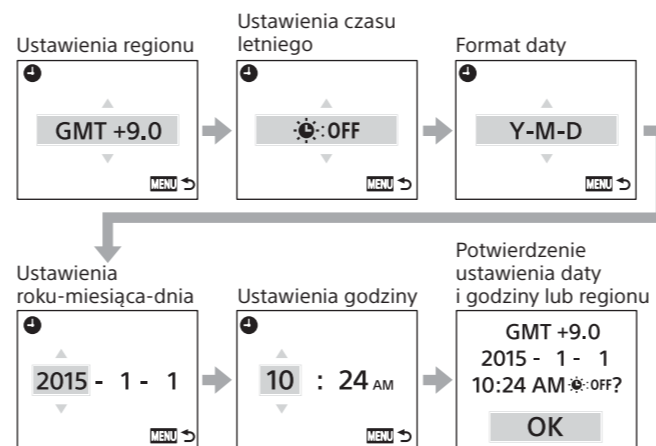 Ustawienia regionu
GMT +9.0
MENU
Ustawienia czasu
letniego
:OFF
MENU
Format daty
Y-M-D
MENU
Ustawienia
roku-miesiąca-dnia
2015 - 1 - 1
MENU
Ustawienia godziny
10 : 24 AM
MENU
Potwierdzenie
ustawienia daty
i godziny lub regionu
GMT +9.0
2015 - 1 - 1
10:24 AM :OFF?
OK